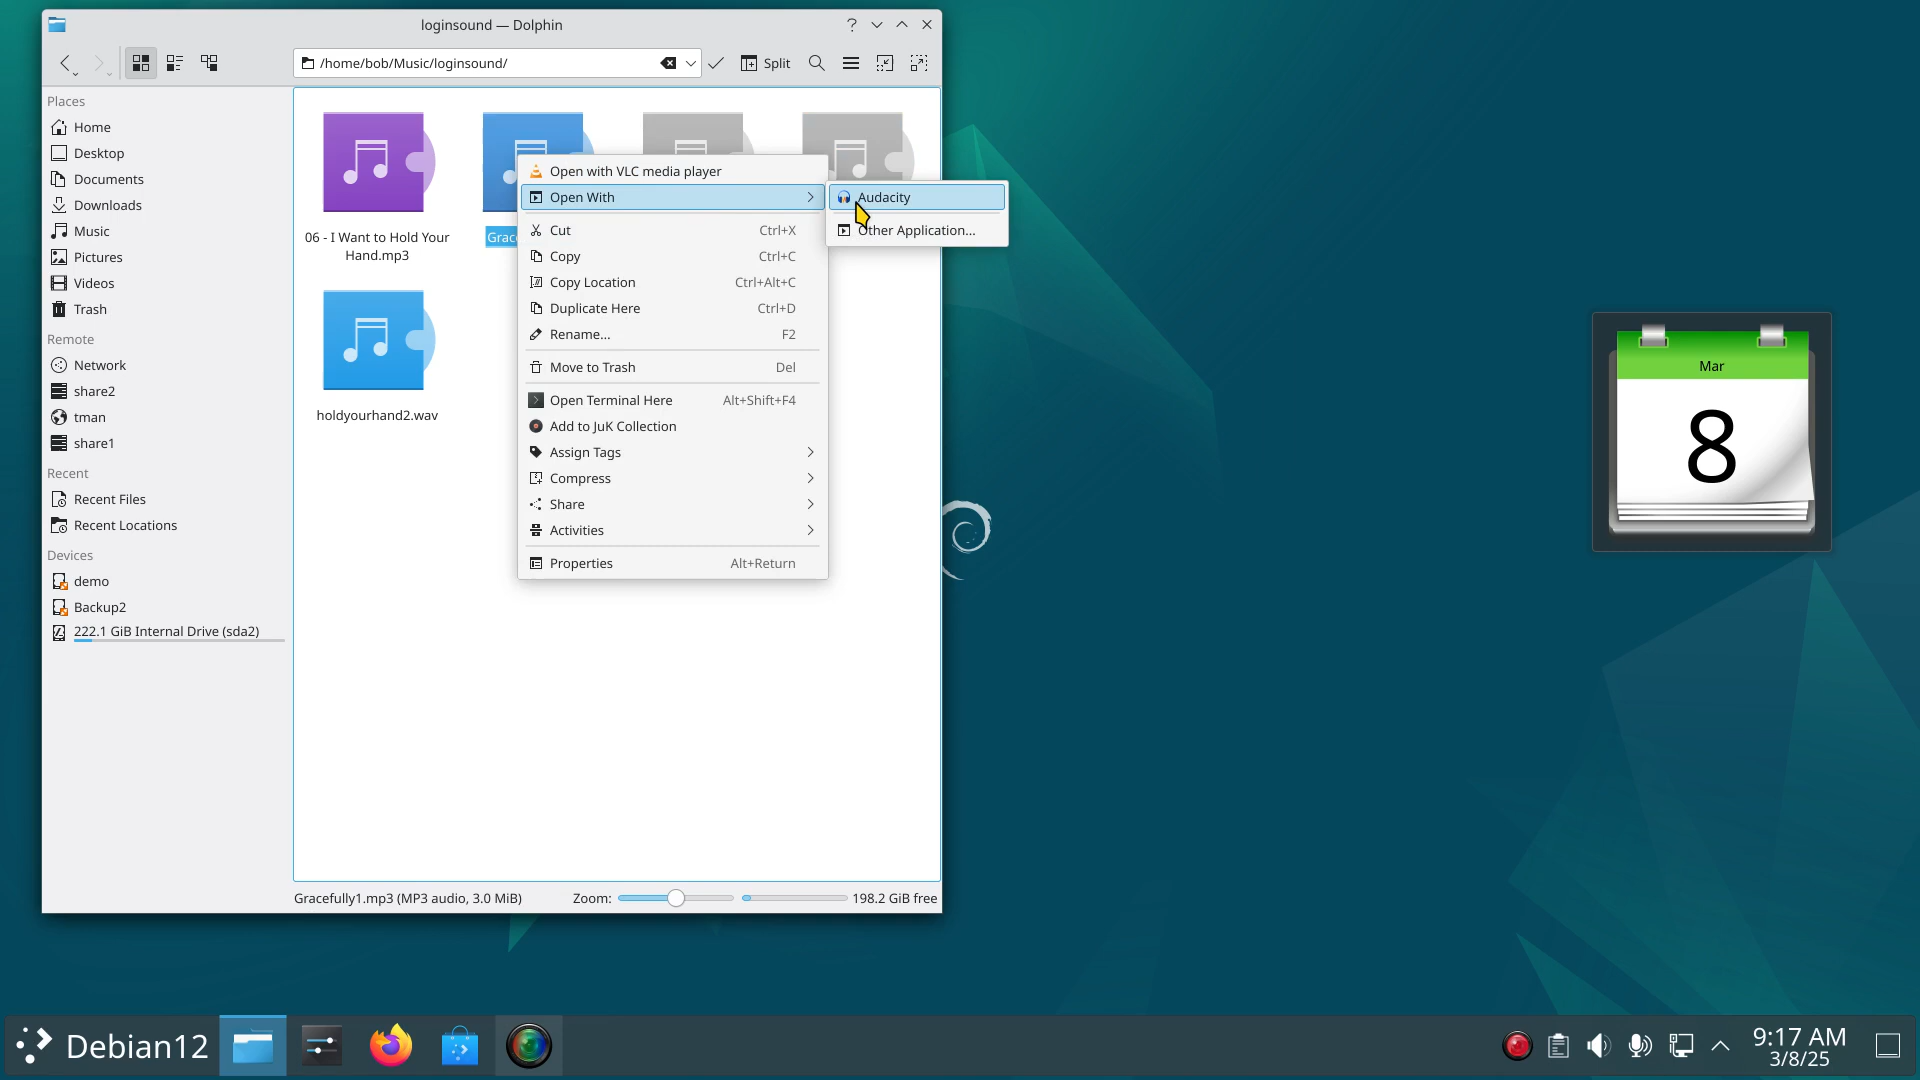 loginsound — Dolphin
/home/bob/Music/loginsound/
Split
Places
Home
Desktop
Documents
Downloads
Music
Pictures
Videos
Trash
Remote
Network
share2
tman
share1
Recent
Recent Files
Recent Locations
Devices
demo
Backup2
222.1 GiB Internal Drive (sda2)
06 - I Want to Hold Your
Hand.mp3
holdyourhand2.wav
Open with VLC media player
Open With
Cut Ctrl+X
Copy Ctrl+C
Copy Location Ctrl+Alt+C
Duplicate Here Ctrl+D
Rename... F2
Move to Trash Del
Open Terminal Here Alt+Shift+F4
Add to JuK Collection
Assign Tags
Compress
Share
Activities
Properties Alt+Return
Audacity
Other Application...
Gracefully1.mp3 (MP3 audio, 3.0 MiB)
Zoom:
198.2 GiB free
Mar
8
Debian12
9:17 AM
3/8/25